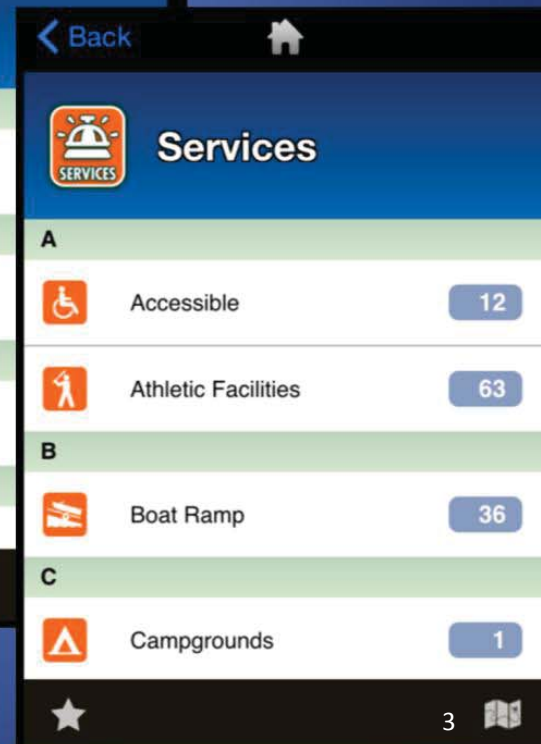 Back
SERVICES
Services
A
Accessible 12
Athletic Facilities 63
B
Boat Ramp 36
C
Campgrounds 1
3